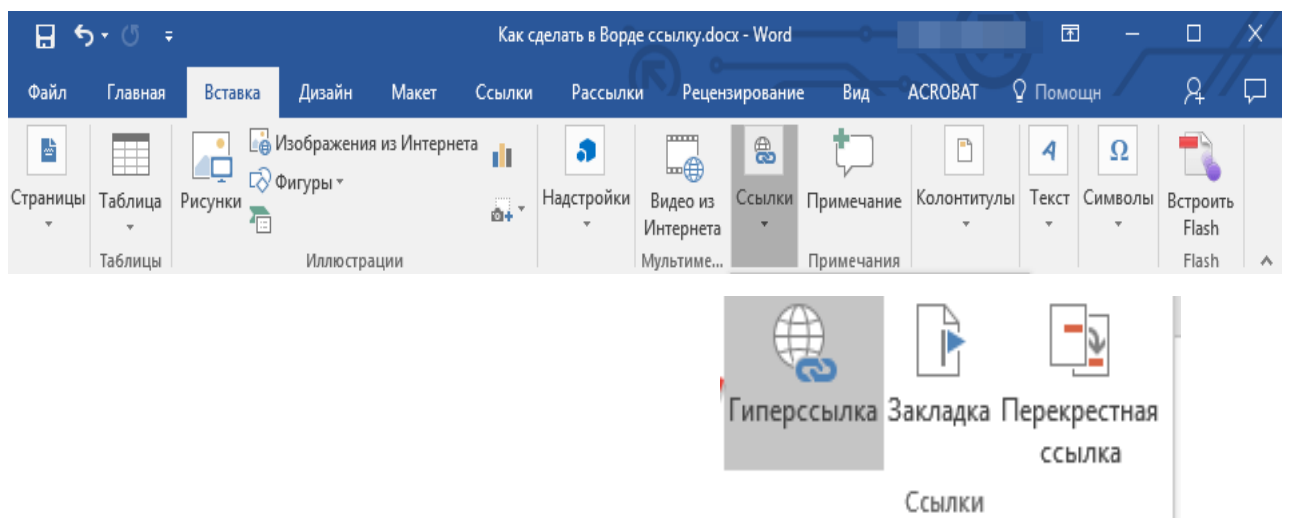 Как сделать в Ворде ссылку.docx - Word
Файл Главная Вставка Дизайн Макет Ссылки Рассылки Рецензирование Вид ACROBAT Помощн
Изображения из Интернета
Фигуры
Страницы Таблица Рисунки Надстройки Видео из Интернета Ссылки Примечание Колонтитулы Текст Символы Встроить Flash
Таблицы Иллюстрации Мультиме... Примечания Flash
Гиперссылка Закладка Перекрестная
ссылка
Ссылки